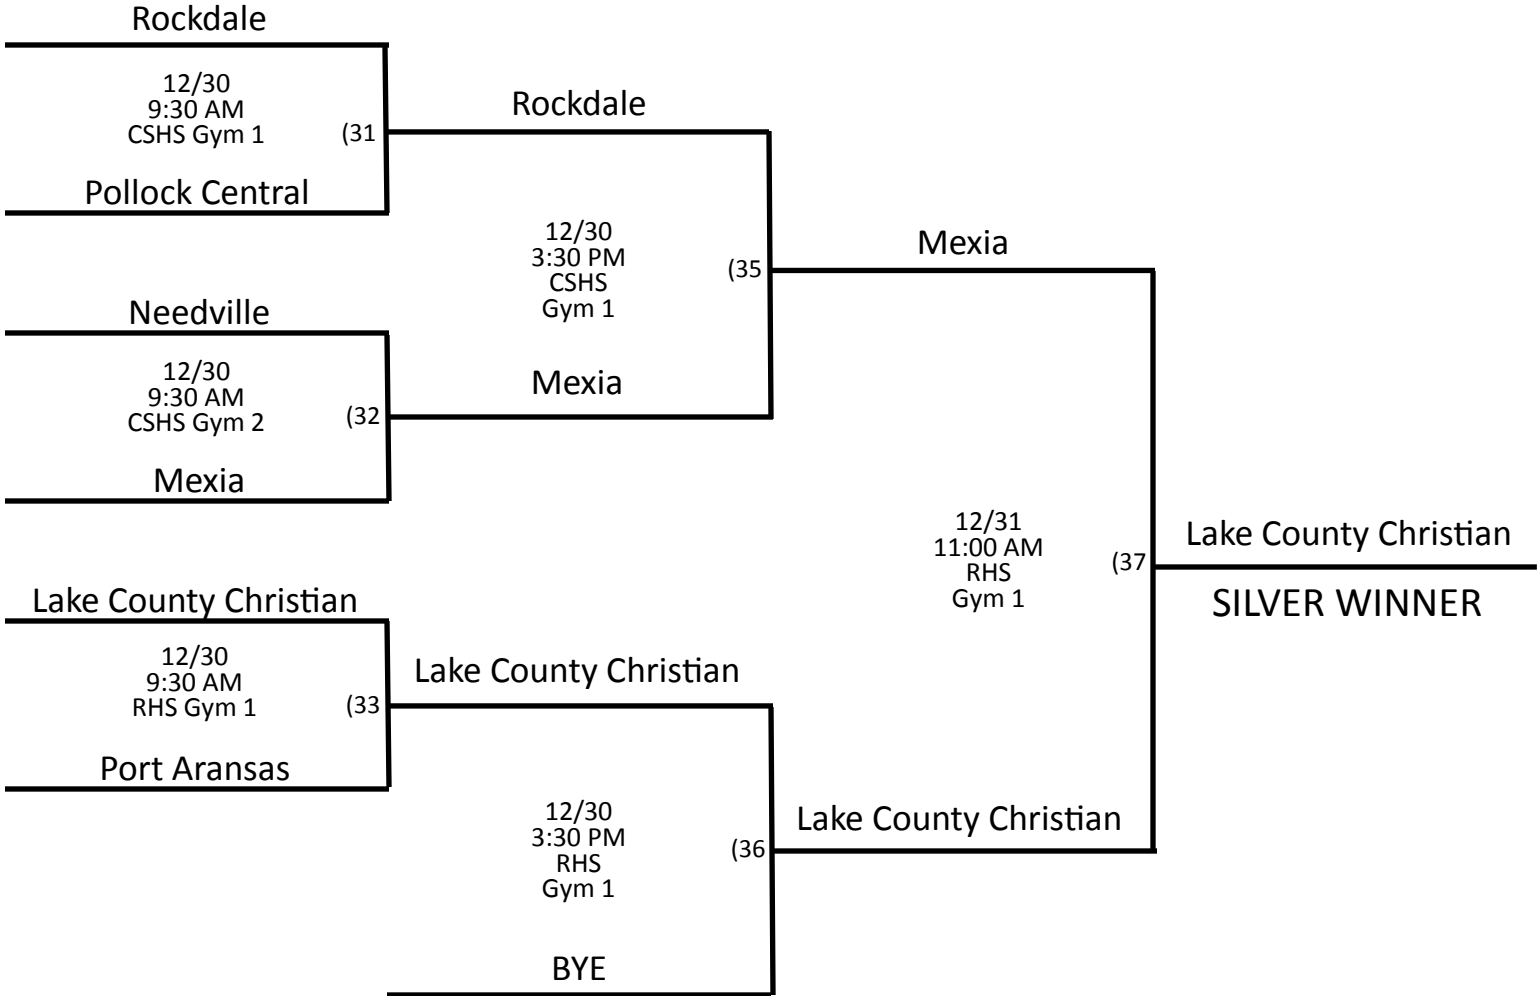 Rockdale
12/30
9:30 AM
CSHS Gym 1
(31
Pollock Central
Rockdale
12/30
3:30 PM
CSHS
Gym 1
(35
Needville
12/30
9:30 AM
CSHS Gym 2
(32
Mexia
Mexia
Mexia
12/31
11:00 AM
RHS
Gym 1
(37
Lake County Christian
SILVER WINNER
Lake County Christian
12/30
9:30 AM
RHS Gym 1
(33
Port Aransas
Lake County Christian
12/30
3:30 PM
RHS
Gym 1
(36
Lake County Christian
BYE